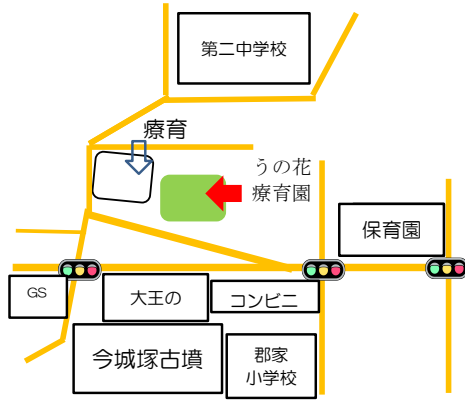 第二中学校
療育
うの花
療育園
保育園
GS
大王の
コンビニ
今城塚古墳
郡家
小学校